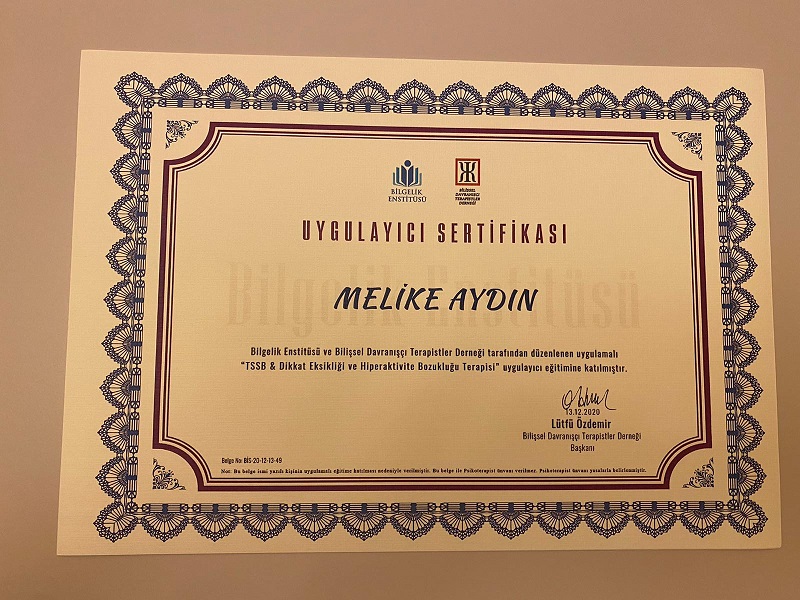 BİLGELİK
ENSTİTÜSÜ
BİLİŞSEL
DAVRANIŞÇI
TERAPİSTLER
DERNEĞİ
UYGULAYICI SERTİFİKASI
Bilgelik Enstitüsü
MELİKE AYDIN
Bilgelik Enstitüsü ve Bilişsel Davranışçı Terapistler Derneği tarafından düzenlenen uygulamalı
"TSSB & Dikkat Eksikliği ve Hiperaktivite Bozukluğu Terapisi" uygulayıcı eğitimine katılmıştır.
13.12.2020
Lütfü Özdemir
Bilişsel Davranışçı Terapistler Derneği
Başkanı
Belge No: BİS-20-12-13-49
Not: Bu belge ismi yazılı kişinin uygulamalı eğitime katılması nedeniyle verilmiştir. Bu belge ile Psikoterapist ünvanı verilmez. Psikoterapist ünvanı yasalarla belirlenmiştir.